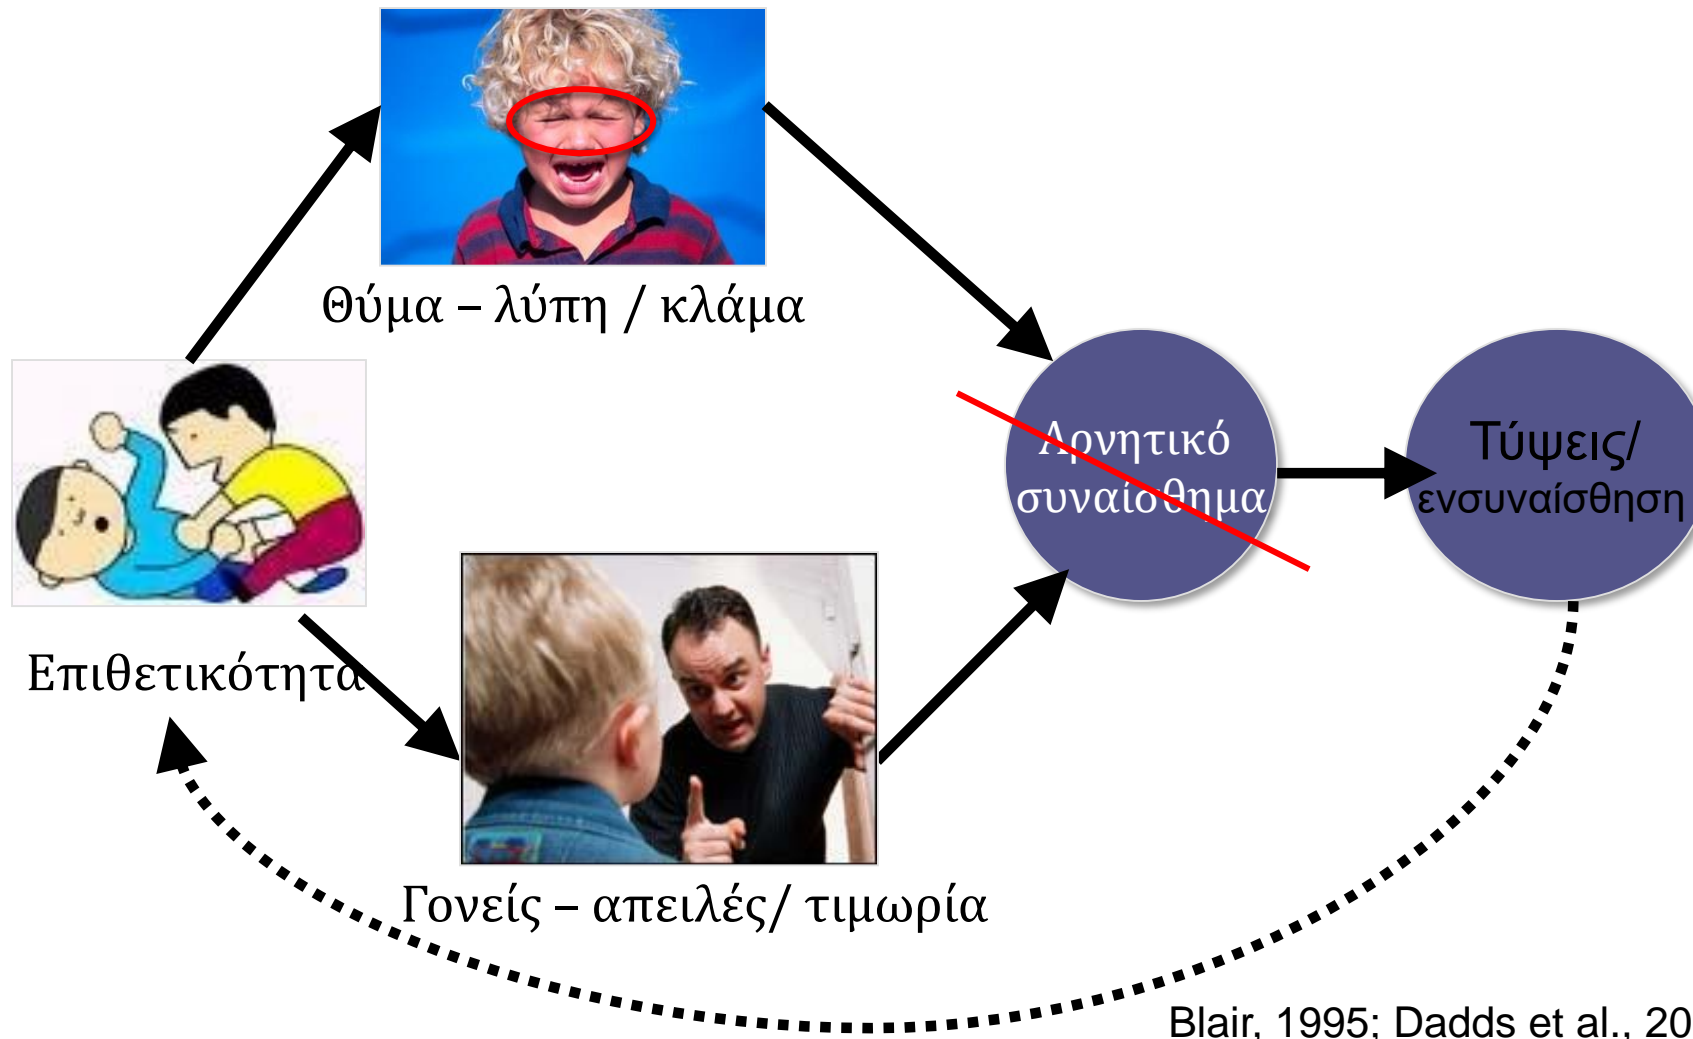 Θύμα – λύπη / κλάμα
Αρνητικό
συναίσθημα
Τύψεις/
ενσυναίσθηση
Επιθετικότητα
Γονείς – απειλές/ τιμωρία
Blair, 1995; Dadds et al., 20